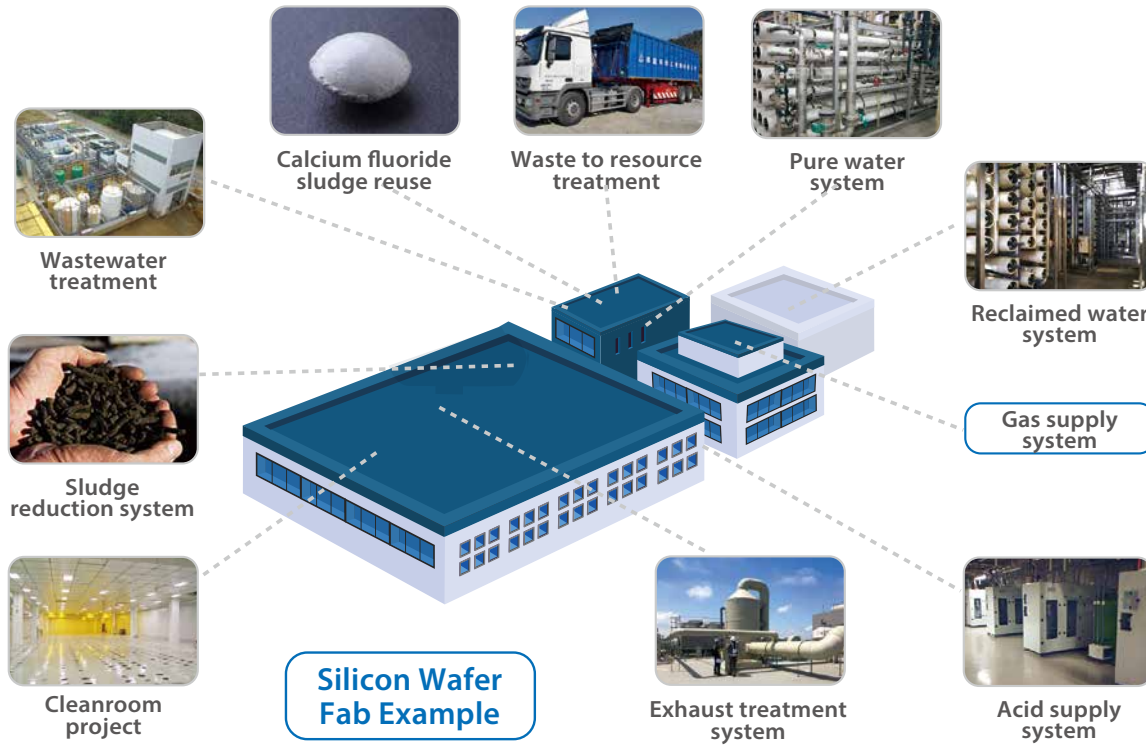 Calcium fluoride
sludge reuse
Waste to resource
treatment
Pure water
system
Wastewater
treatment
Reclaimed water
system
Gas supply
system
Sludge
reduction system
Cleanroom
project
Silicon Wafer
Fab Example
Exhaust treatment
system
Acid supply
system